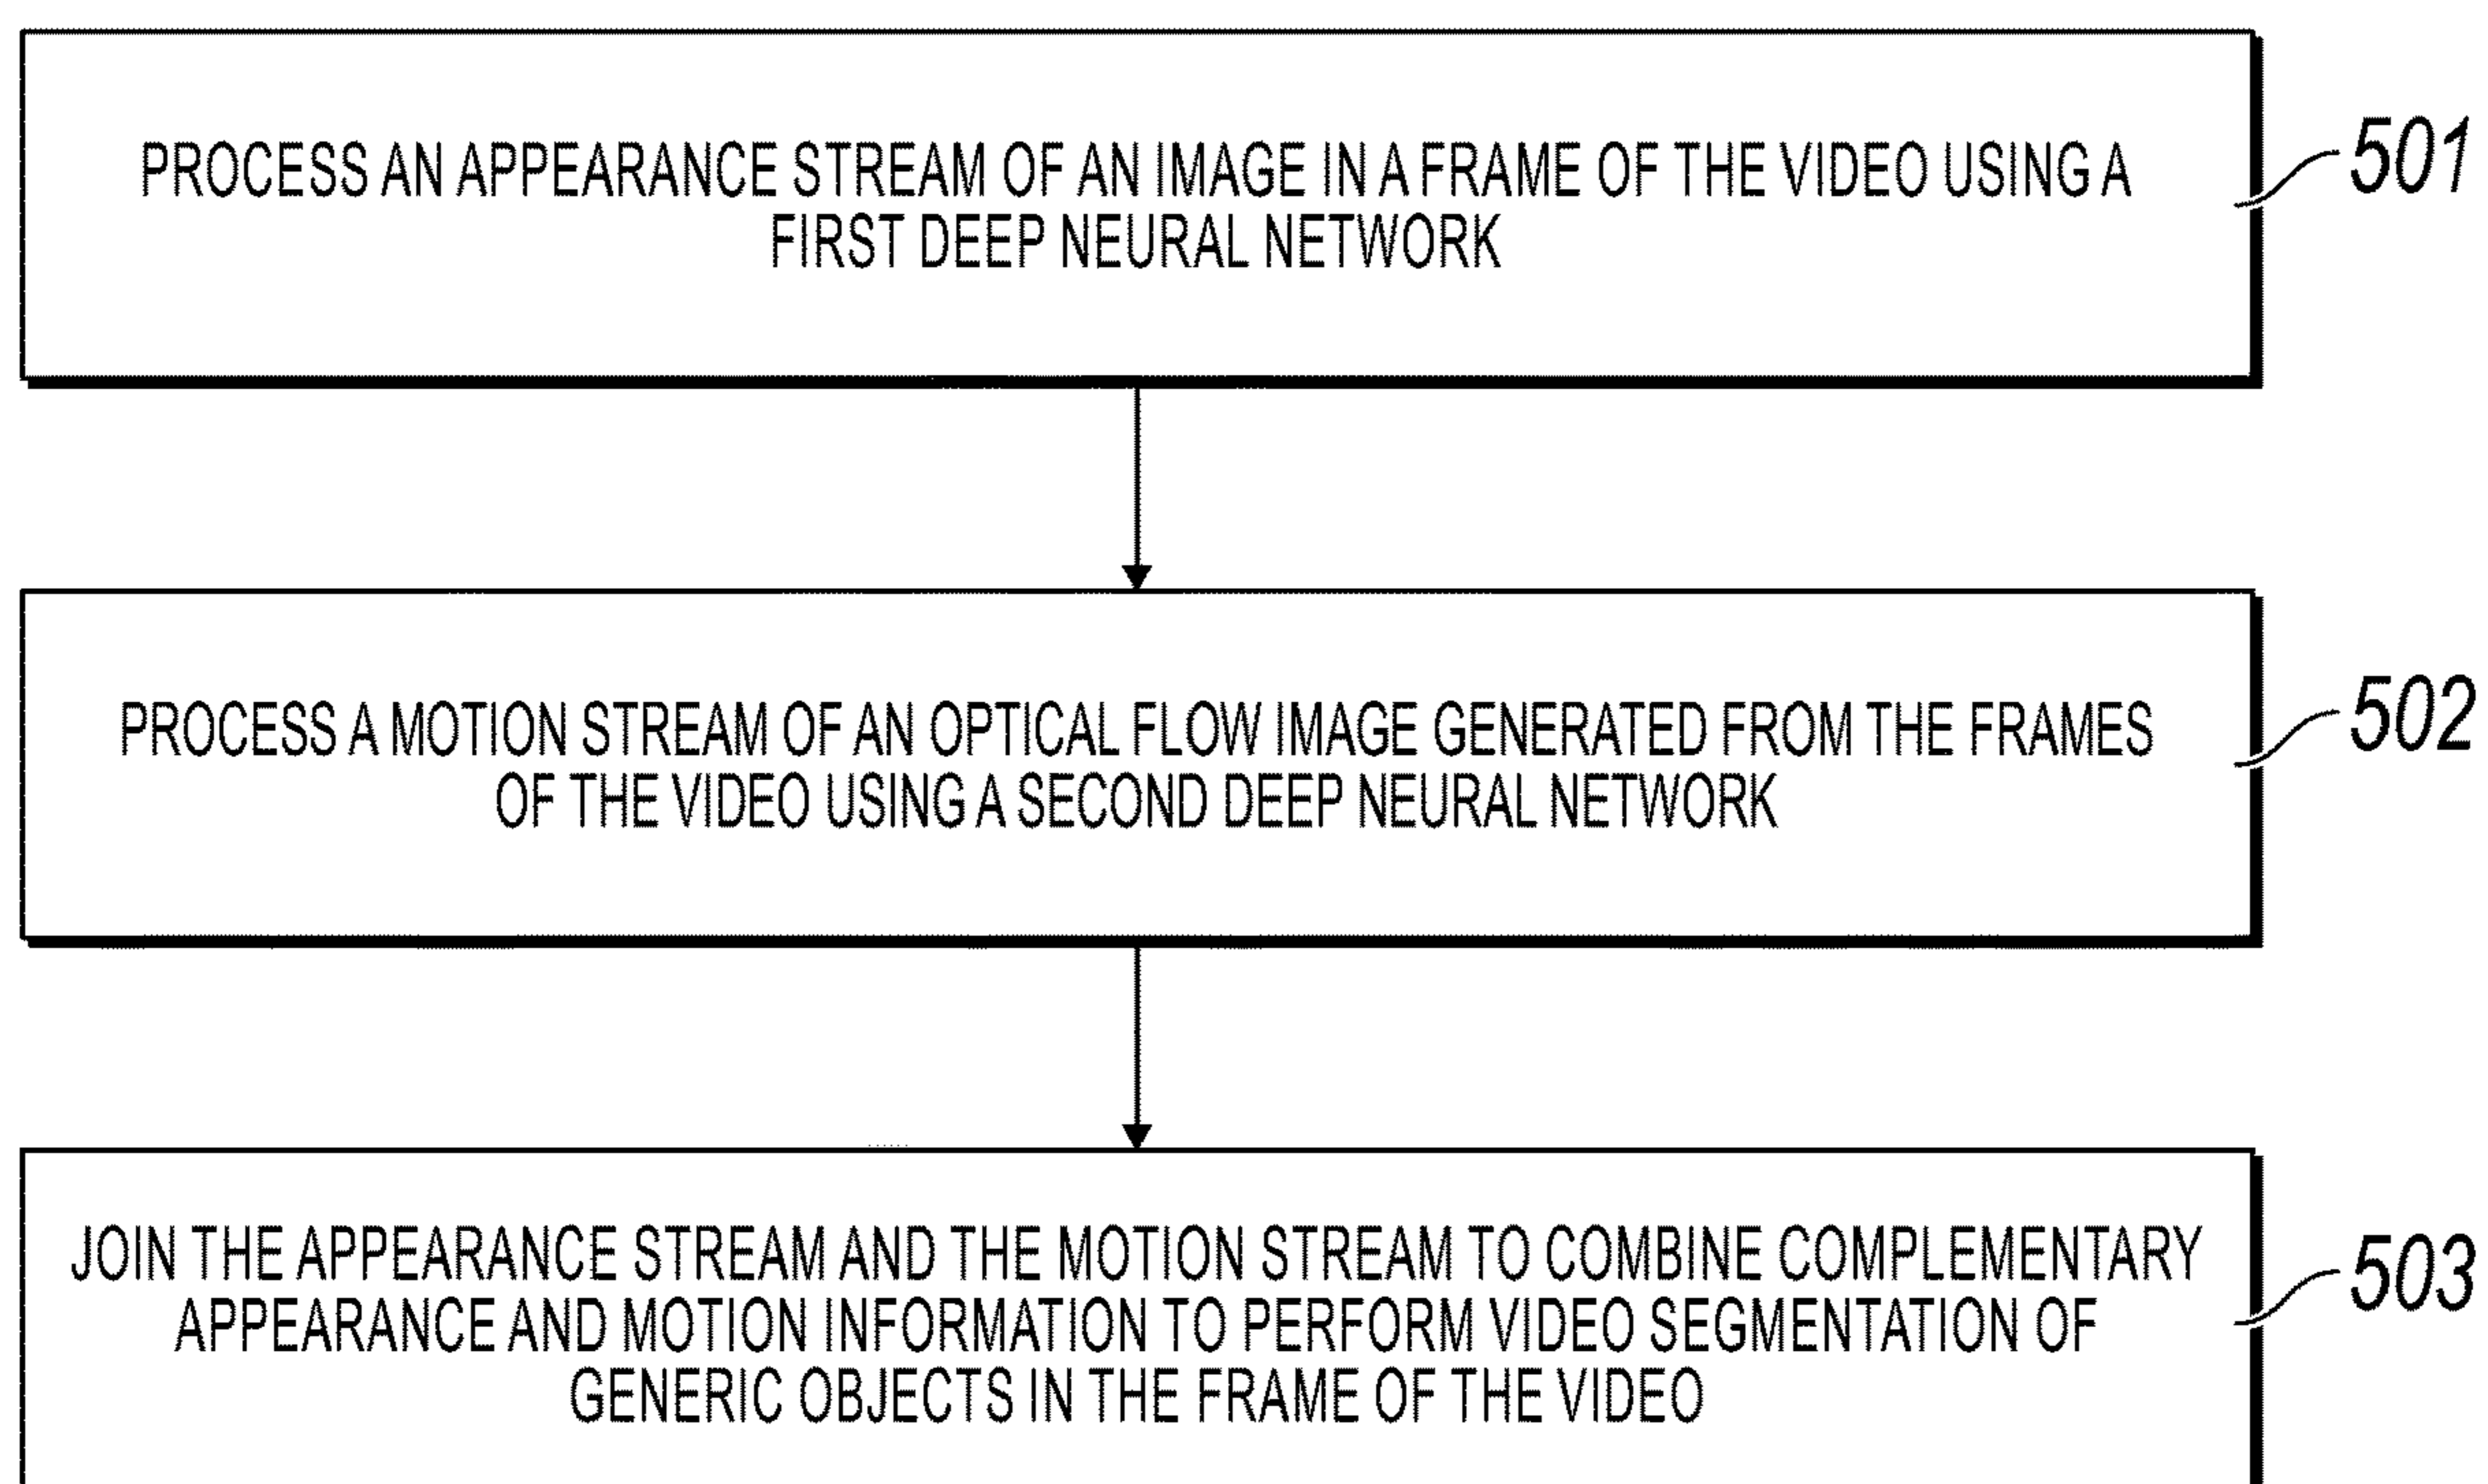 PROCESS AN APPEARANCE STREAM OF AN IMAGE IN A FRAME OF THE VIDEO USING A
FIRST DEEP NEURAL NETWORK
501
PROCESS A MOTION STREAM OF AN OPTICAL FLOW IMAGE GENERATED FROM THE FRAMES
OF THE VIDEO USING A SECOND DEEP NEURAL NETWORK
502
JOIN THE APPEARANCE STREAM AND THE MOTION STREAM TO COMBINE COMPLEMENTARY
APPEARANCE AND MOTION INFORMATION TO PERFORM VIDEO SEGMENTATION OF
GENERIC OBJECTS IN THE FRAME OF THE VIDEO
503